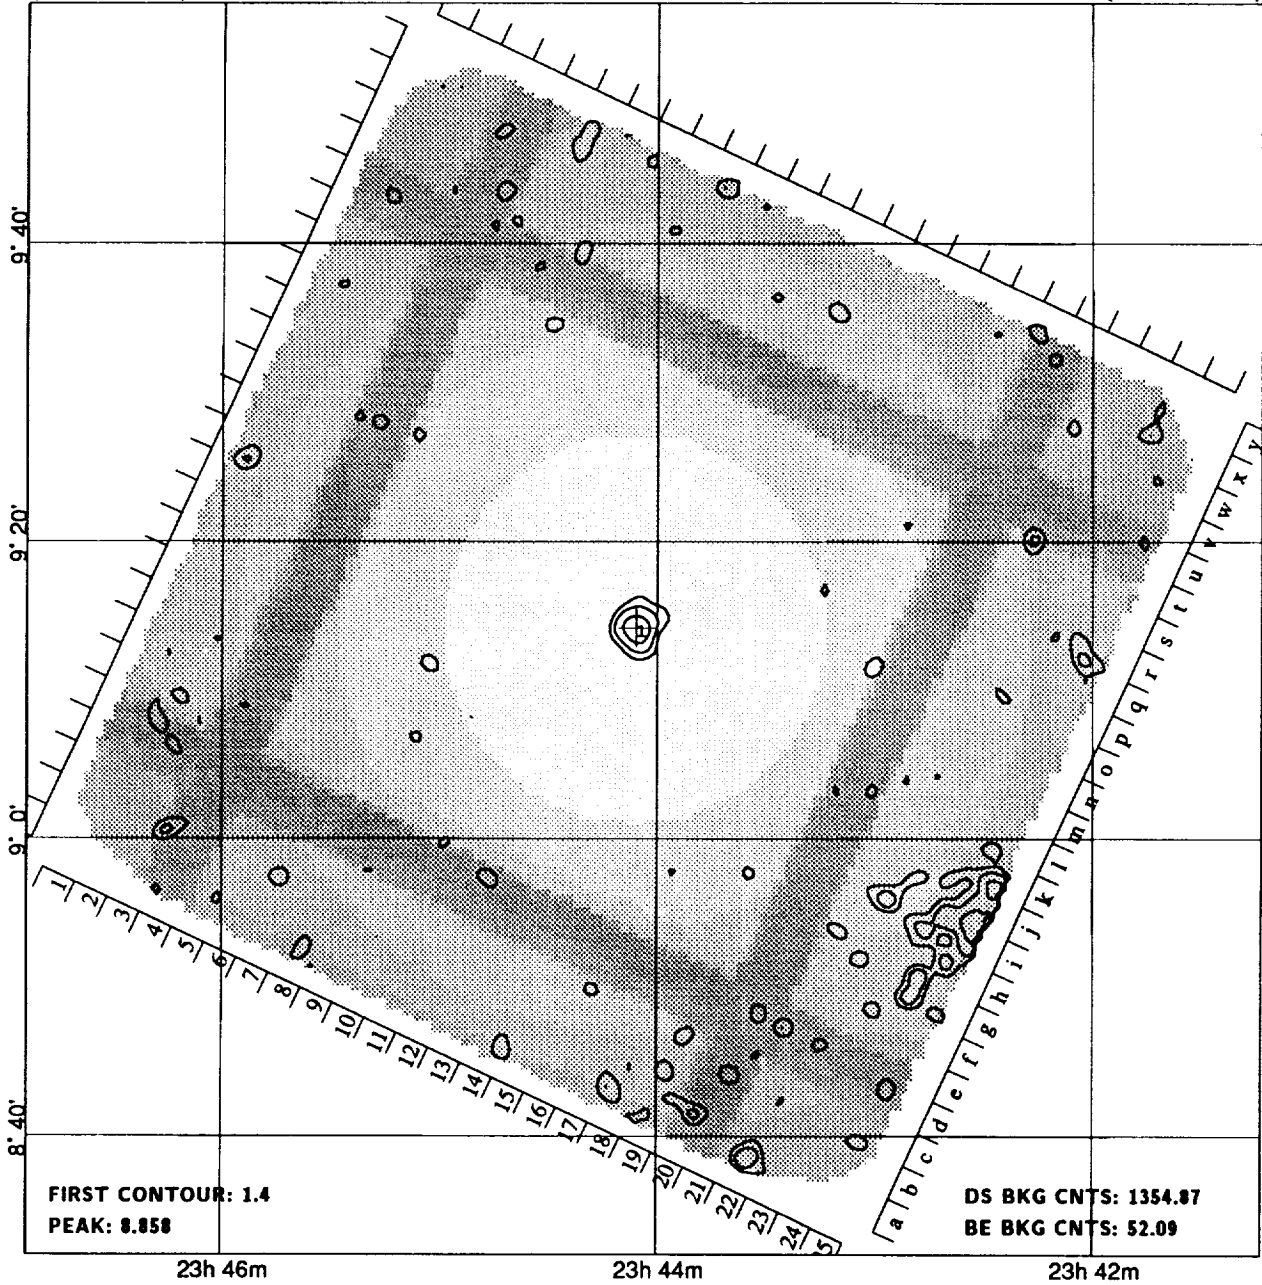 9° 40'
9° 20'
9° 0'
8° 40'
1
1 2 3 4 5 6 7 8 9 10 11 12 13 14 15 16 17 18 19 20 21 22 23 24 25
a b c d e f g h i j k l m n o p q r s t u v w x y
FIRST CONTOUR: 1.4
PEAK: 8.858
DS BKG CNTS: 1354.87
BE BKG CNTS: 52.09
23h 46m
23h 44m
23h 42m